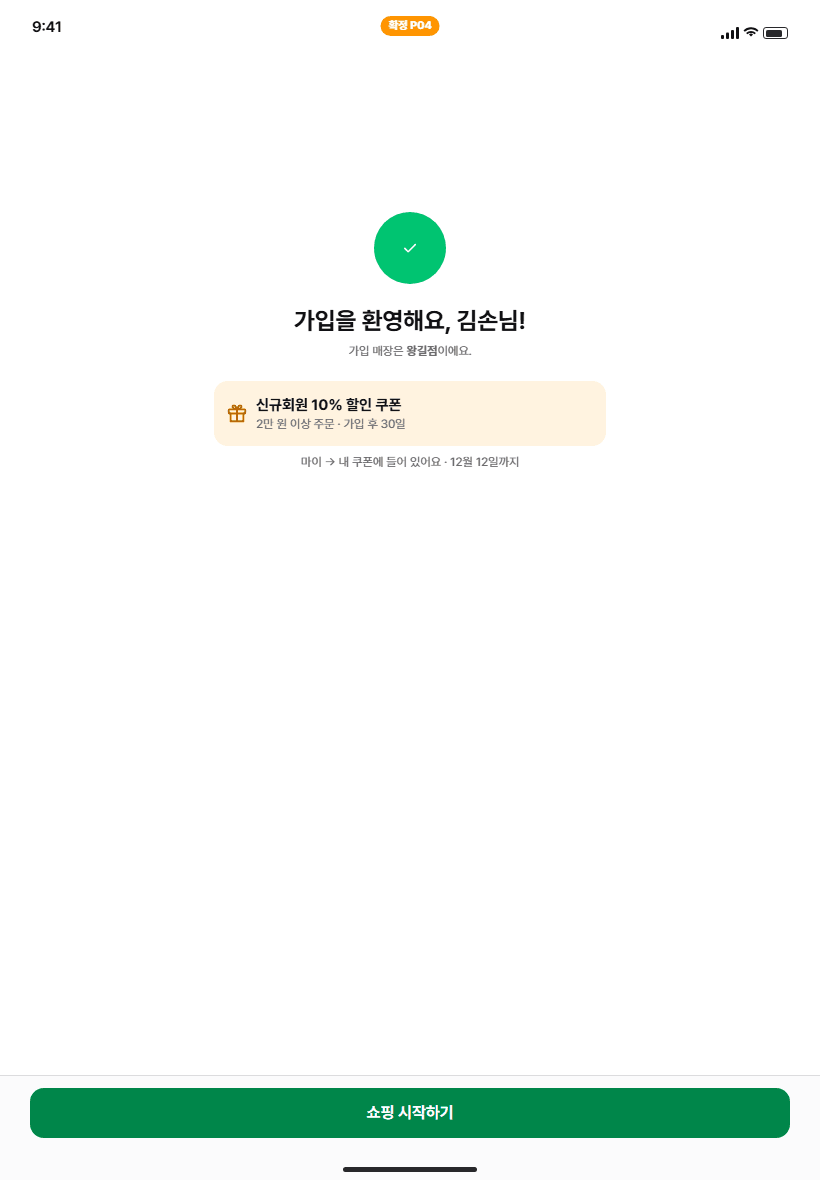 9:41
확정 P04
가입을 환영해요, 김손님!
가입 매장은 왕길점이에요.
신규회원 10% 할인 쿠폰
2만 원 이상 주문 · 가입 후 30일
마이 → 내 쿠폰에 들어 있어요 · 12월 12일까지
쇼핑 시작하기